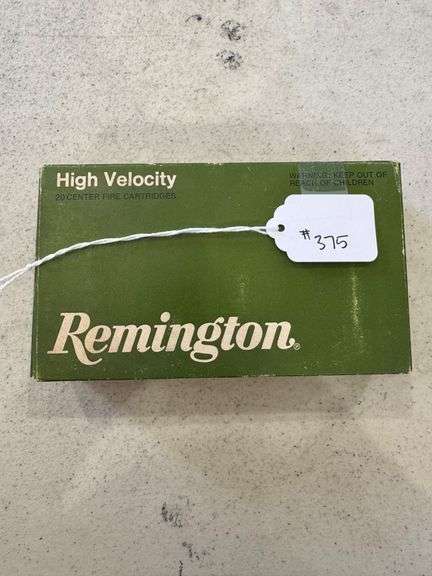 High Velocity
20 CENTER FIRE CARTRIDGES
WARNING: KEEP OUT OF
REACH OF CHILDREN
# 375
Remington®